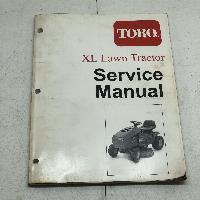 TORO
XL Lawn Tractor
Service
Manual